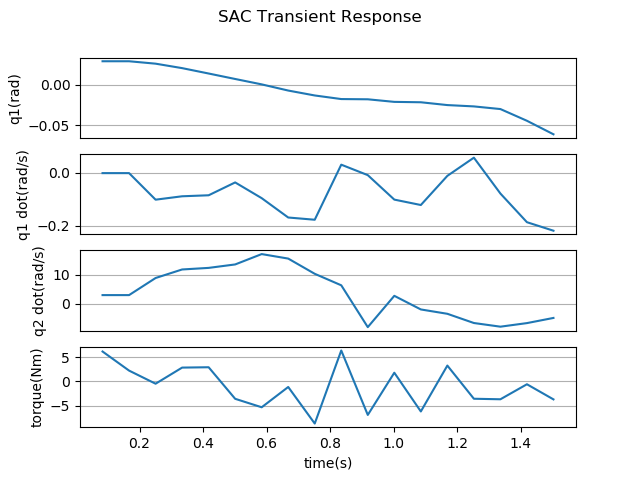 SAC Transient Response
q1(rad)
0.00
−0.05
q1 dot(rad/s)
0.0
−0.2
q2 dot(rad/s)
10
0
torque(Nm)
5
0
−5
0.2 0.4 0.6 0.8 1.0 1.2 1.4
time(s)